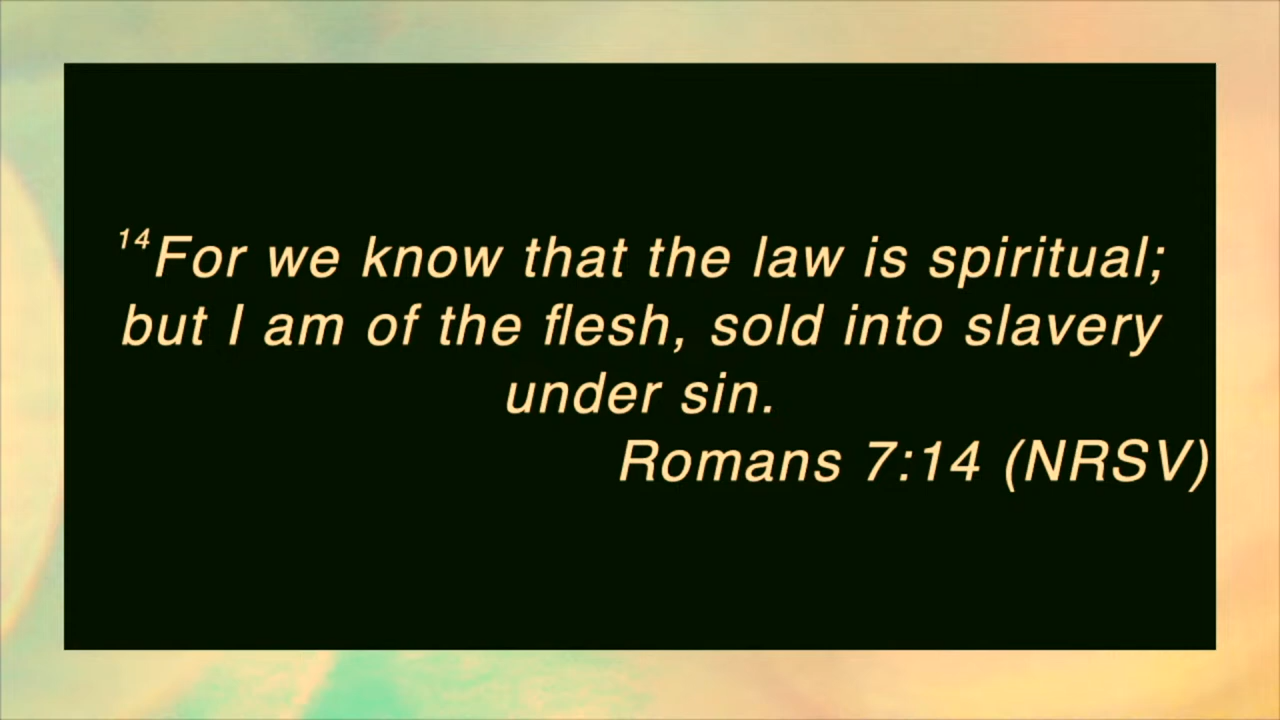 14For we know that the law is spiritual;
but I am of the flesh, sold into slavery
under sin.
Romans 7:14 (NRSV)